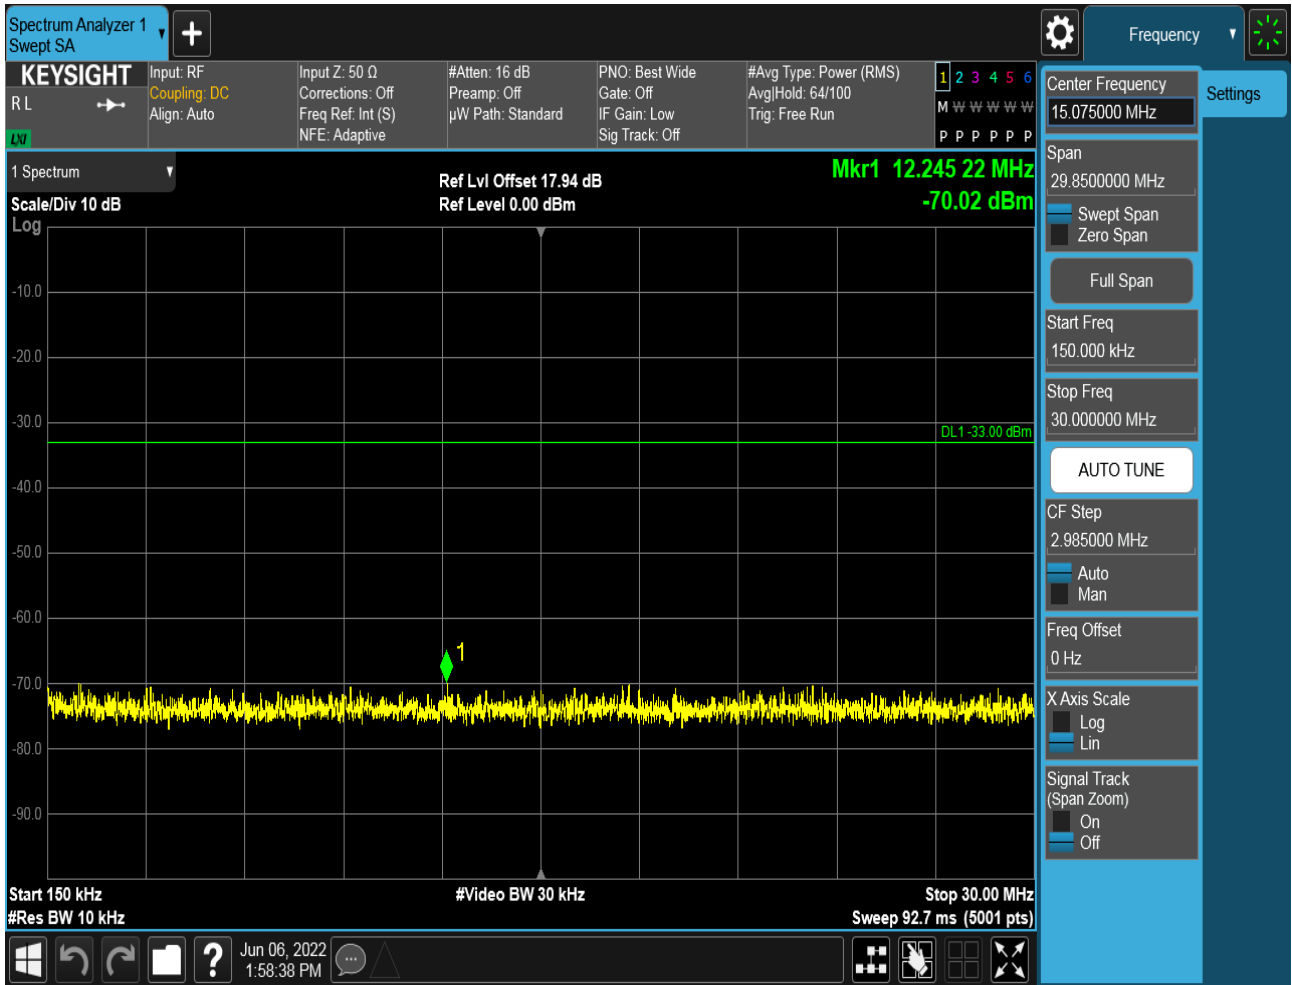 Spectrum Analyzer 1
Swept SA
Frequency
KEYSIGHT
R L
LXI
Input: RF
Coupling: DC
Align: Auto
Input Z: 50 Ω
Corrections: Off
Freq Ref: Int (S)
NFE: Adaptive
#Atten: 16 dB
Preamp: Off
µW Path: Standard
PNO: Best Wide
Gate: Off
IF Gain: Low
Sig Track: Off
#Avg Type: Power (RMS)
Avg|Hold: 64/100
Trig: Free Run
1 2 3 4 5 6
M W W W W W
P P P P P P
1 Spectrum
Scale/Div 10 dB
Log
Ref Lvl Offset 17.94 dB
Ref Level 0.00 dBm
Mkr1 12.245 22 MHz
-70.02 dBm
-10.0
-20.0
-30.0
DL1 -33.00 dBm
-40.0
-50.0
-60.0
1
-70.0
-80.0
-90.0
Start 150 kHz
#Res BW 10 kHz
#Video BW 30 kHz
Stop 30.00 MHz
Sweep 92.7 ms (5001 pts)
Center Frequency
15.075000 MHz
Settings
Span
29.8500000 MHz
Swept Span
Zero Span
Full Span
Start Freq
150.000 kHz
Stop Freq
30.000000 MHz
AUTO TUNE
CF Step
2.985000 MHz
Auto
Man
Freq Offset
0 Hz
X Axis Scale
Log
Lin
Signal Track
(Span Zoom)
On
Off
?
Jun 06, 2022
1:58:38 PM